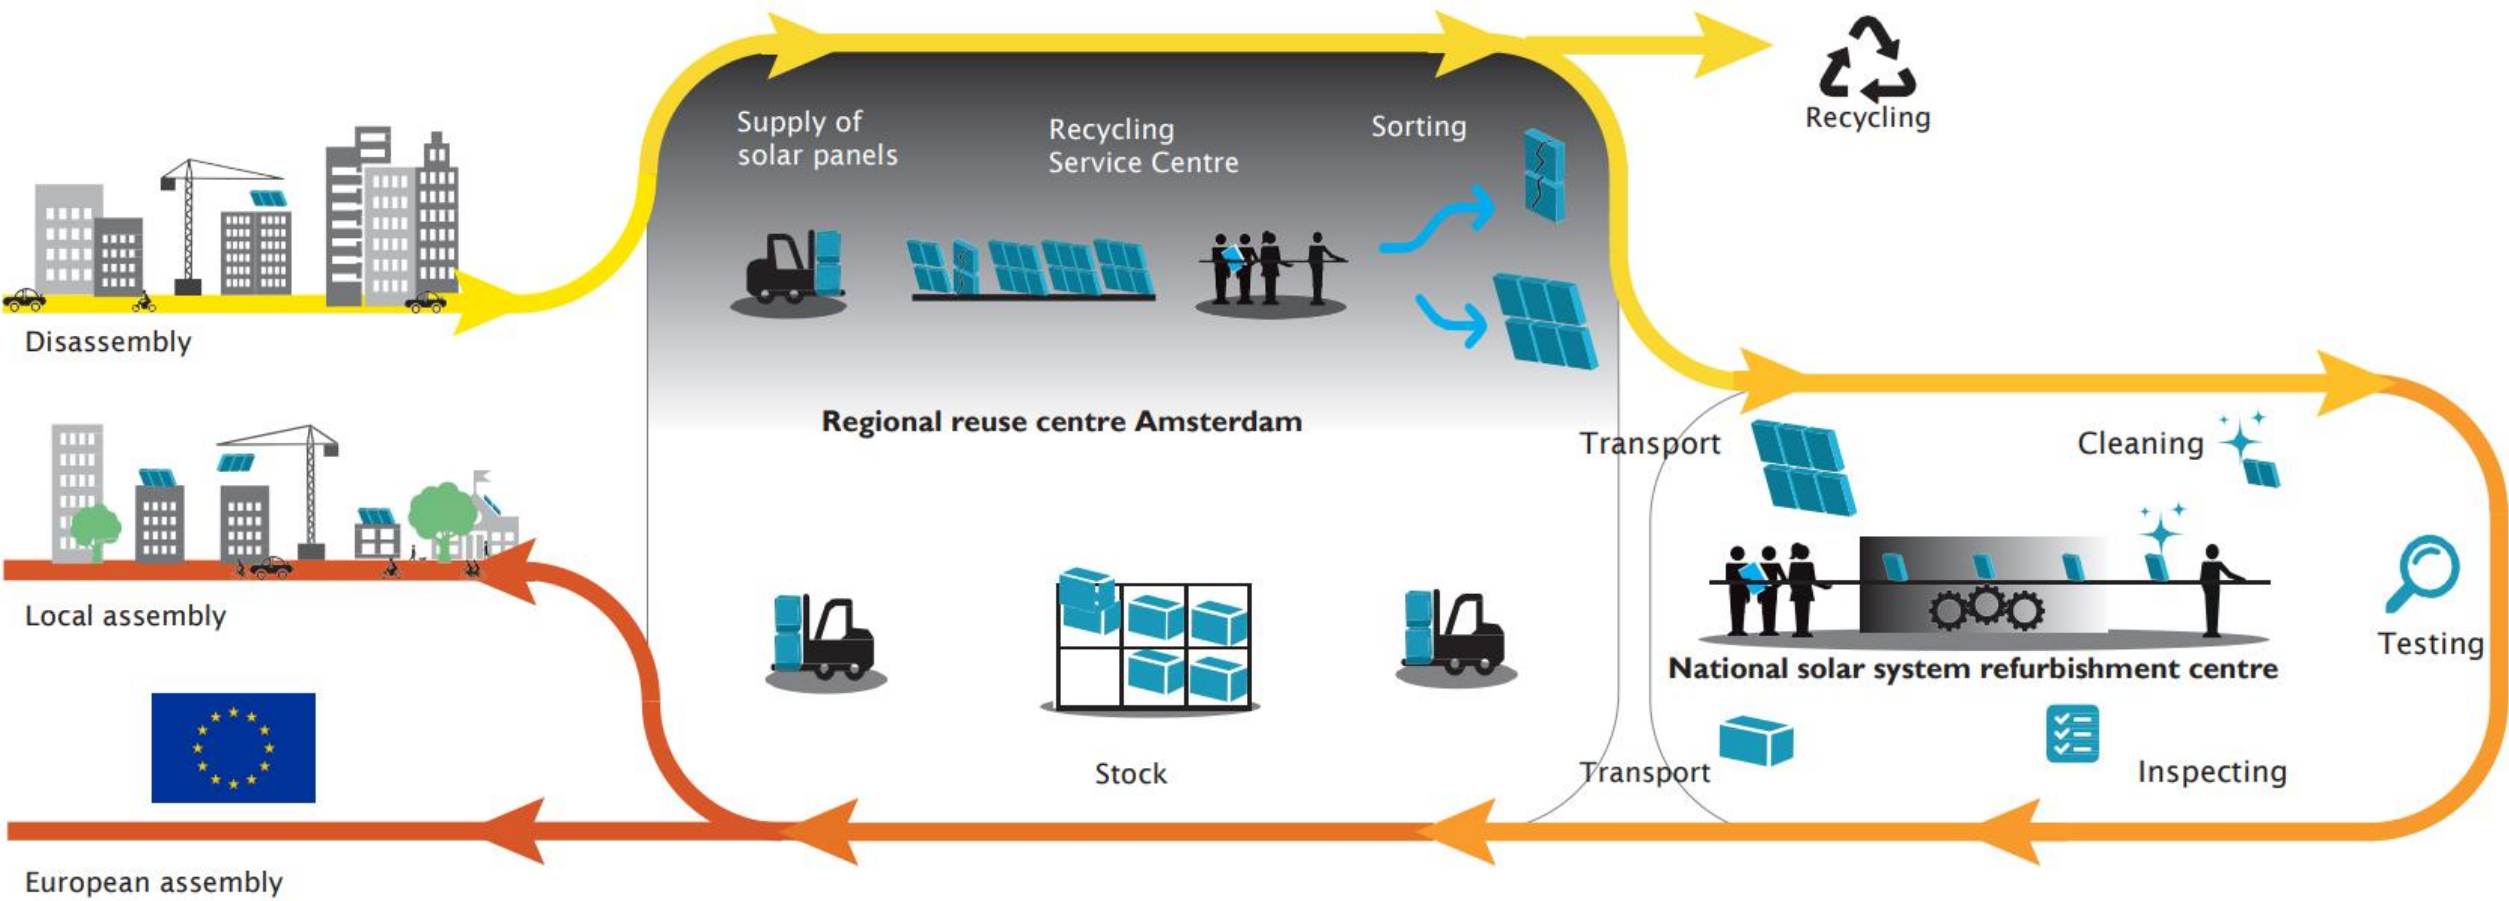 Supply of
solar panels
Recycling
Service Centre
Sorting
Recycling
Disassembly
Regional reuse centre Amsterdam
Transport
Cleaning
Local assembly
Testing
National solar system refurbishment centre
Stock
Transport
Inspecting
European assembly